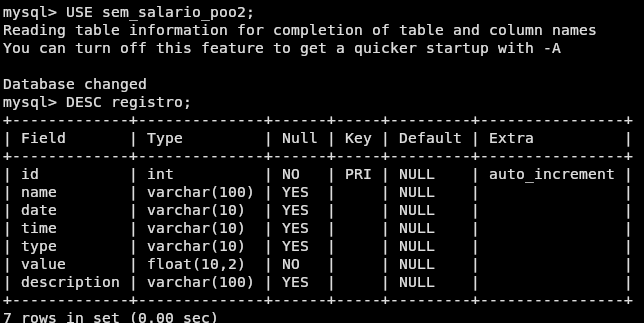 mysql> USE sem_salario_poo2;
Reading table information for completion of table and column names
You can turn off this feature to get a quicker startup with -A

Database changed
mysql> DESC registro;
+-------------+--------------+------+-----+---------+----------------+
| Field       | Type         | Null | Key | Default | Extra          |
+-------------+--------------+------+-----+---------+----------------+
| id          | int          | NO   | PRI | NULL    | auto_increment |
| name        | varchar(100) | YES  |     | NULL    |                |
| date        | varchar(10)  | YES  |     | NULL    |                |
| time        | varchar(10)  | YES  |     | NULL    |                |
| type        | varchar(10)  | YES  |     | NULL    |                |
| value       | float(10,2)  | NO   |     | NULL    |                |
| description | varchar(100) | YES  |     | NULL    |                |
+-------------+--------------+------+-----+---------+----------------+
7 rows in set (0.00 sec)